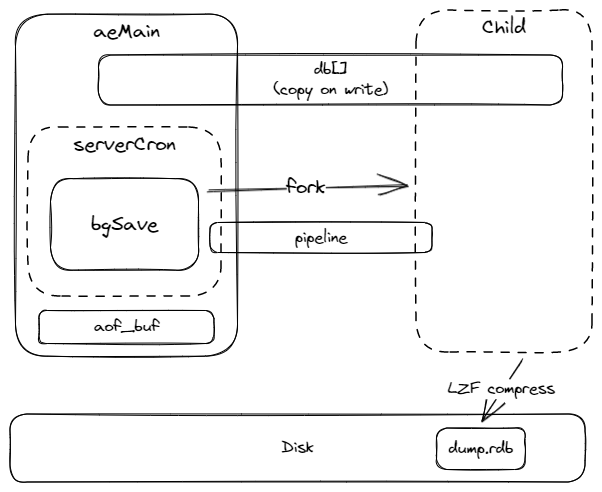 aeMain
Child
db[]
(copy on write)
serverCron
fork
bgSave
pipeline
aof_buf
LZF compress
Disk
dump.rdb